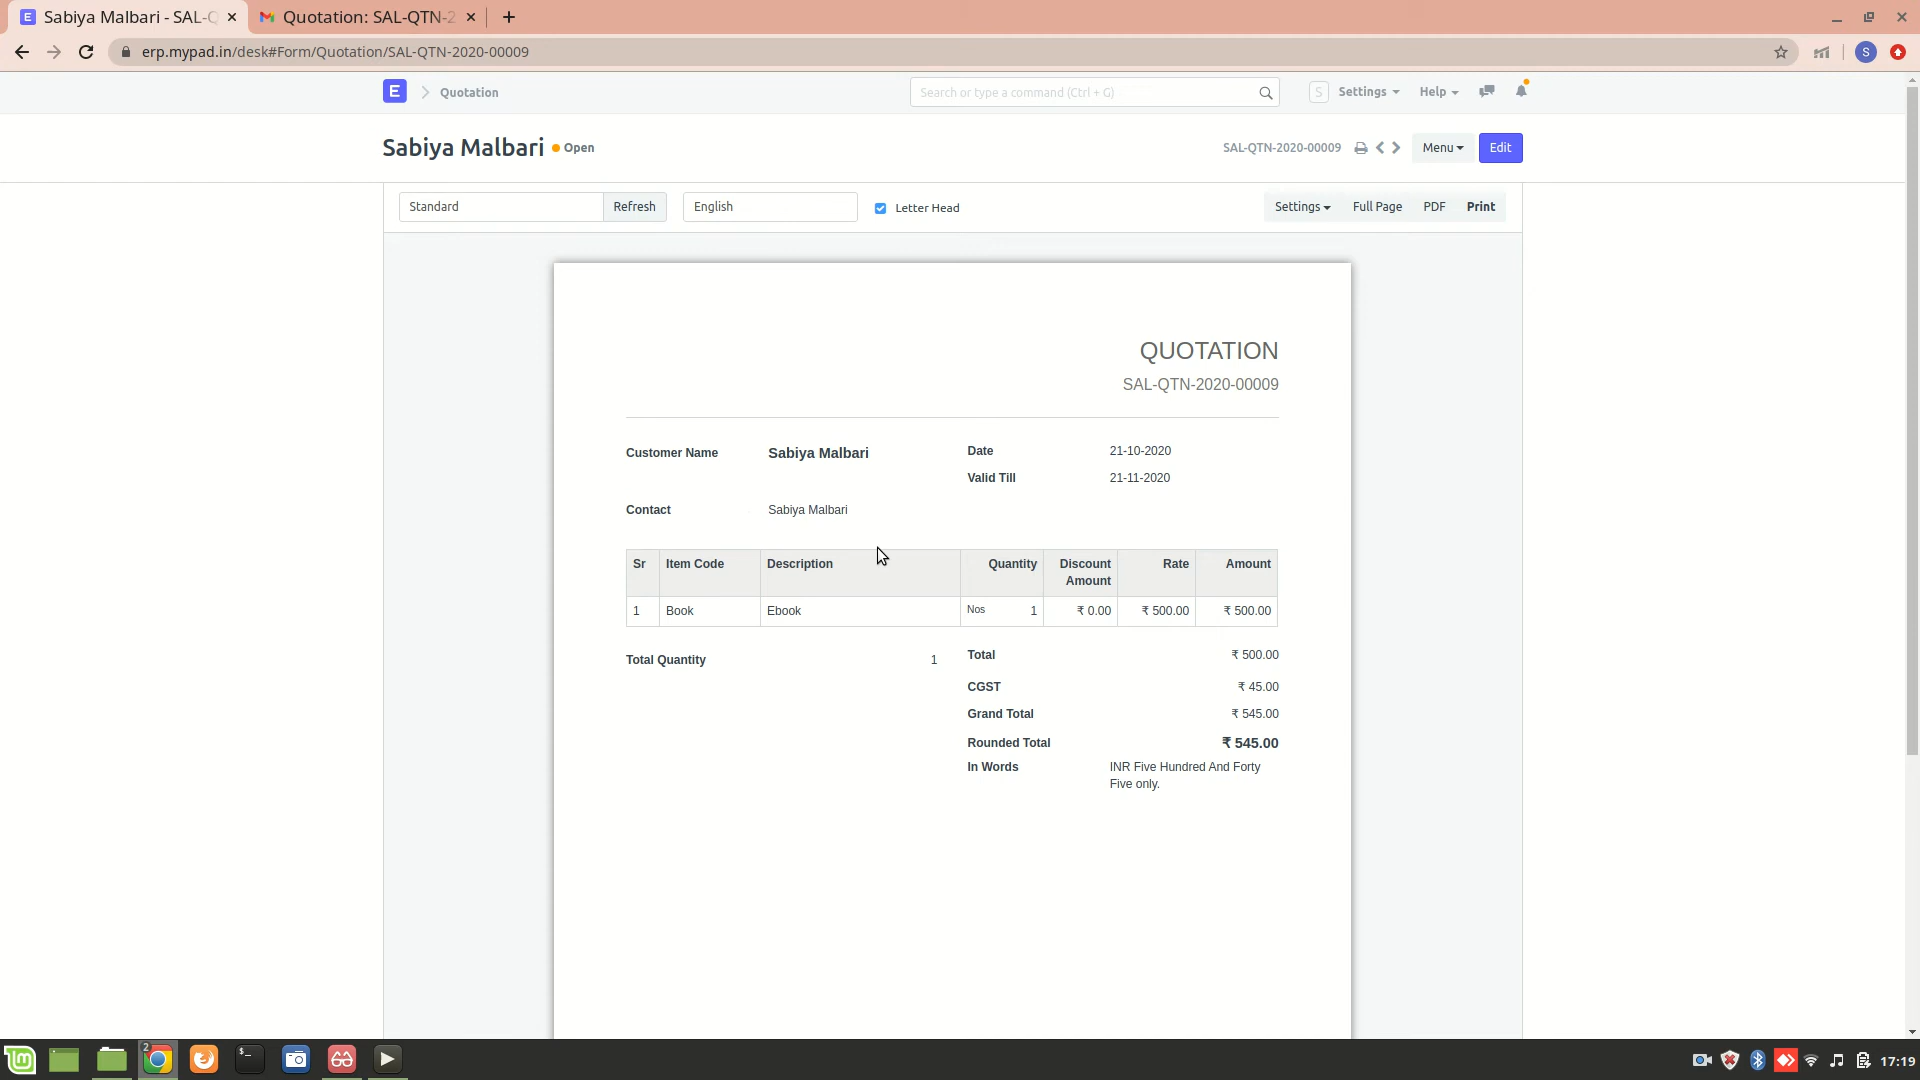 Sabiya Malbari - SAL-Q
Quotation: SAL-QTN-2
erp.mypad.in/desk#Form/Quotation/SAL-QTN-2020-00009
S
E
Quotation
Search or type a command (Ctrl + G)
S
Settings
Help
Sabiya Malbari
Open
SAL-QTN-2020-00009
Menu
Edit
Standard
Refresh
English
Letter Head
Settings
Full Page
PDF
Print
QUOTATION
SAL-QTN-2020-00009
Customer Name
Sabiya Malbari
Date
21-10-2020
Valid Till
21-11-2020
Contact
Sabiya Malbari
Sr Item Code Description Quantity Discount Amount Rate Amount
1 Book Ebook Nos 1 ₹ 0.00 ₹ 500.00 ₹ 500.00
Total Quantity 1
Total ₹ 500.00
CGST ₹ 45.00
Grand Total ₹ 545.00
Rounded Total ₹ 545.00
In Words INR Five Hundred And Forty
Five only.
2
17:19